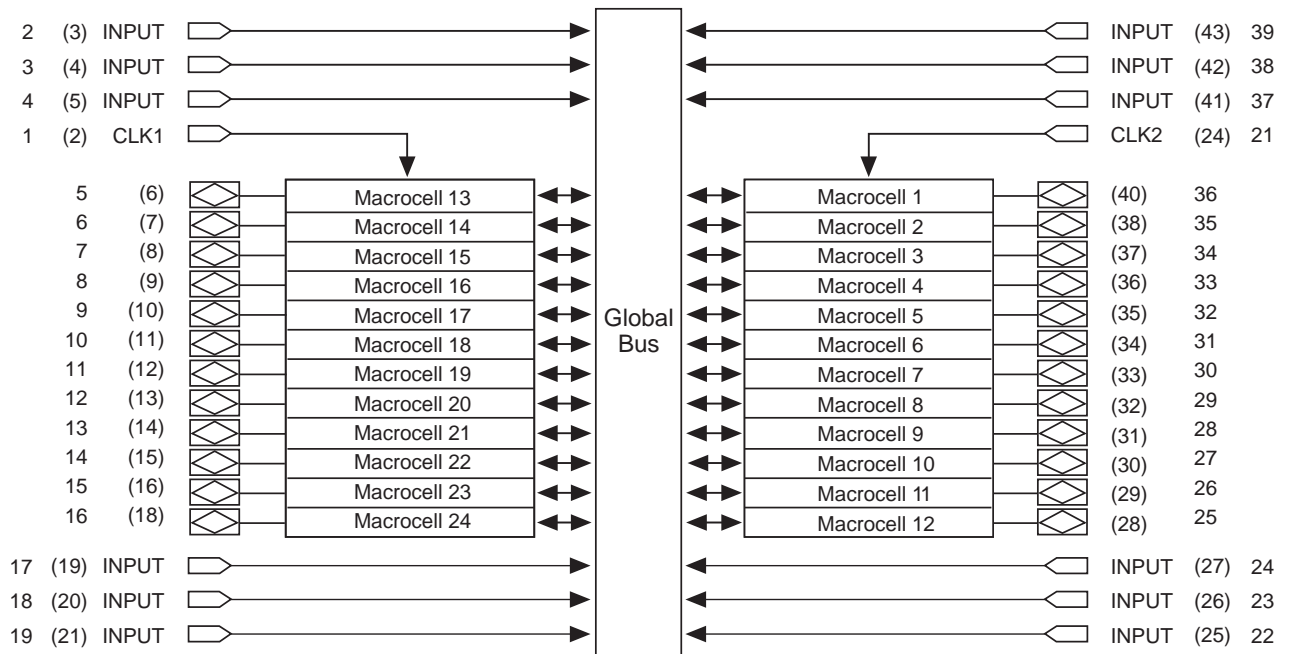 2 (3) INPUT INPUT (43) 39
3 (4) INPUT INPUT (42) 38
4 (5) INPUT INPUT (41) 37
1 (2) CLK1 CLK2 (24) 21
5 (6) Macrocell 13 Macrocell 1 (40) 36
6 (7) Macrocell 14 Macrocell 2 (38) 35
7 (8) Macrocell 15 Macrocell 3 (37) 34
8 (9) Macrocell 16 Macrocell 4 (36) 33
9 (10) Macrocell 17 Global Macrocell 5 (35) 32
10 (11) Macrocell 18 Bus Macrocell 6 (34) 31
11 (12) Macrocell 19 Macrocell 7 (33) 30
12 (13) Macrocell 20 Macrocell 8 (32) 29
13 (14) Macrocell 21 Macrocell 9 (31) 28
14 (15) Macrocell 22 Macrocell 10 (30) 27
15 (16) Macrocell 23 Macrocell 11 (29) 26
16 (18) Macrocell 24 Macrocell 12 (28) 25
17 (19) INPUT INPUT (27) 24
18 (20) INPUT INPUT (26) 23
19 (21) INPUT INPUT (25) 22